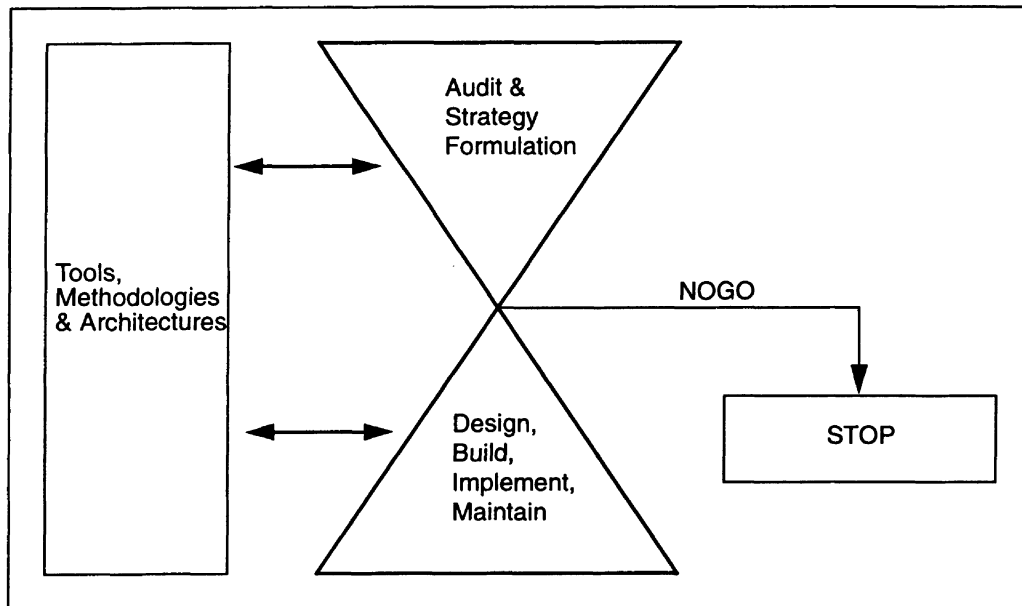 Audit &
Strategy
Formulation
Tools,
Methodologies
& Architectures
NOGO
Design,
Build,
Implement,
Maintain
STOP